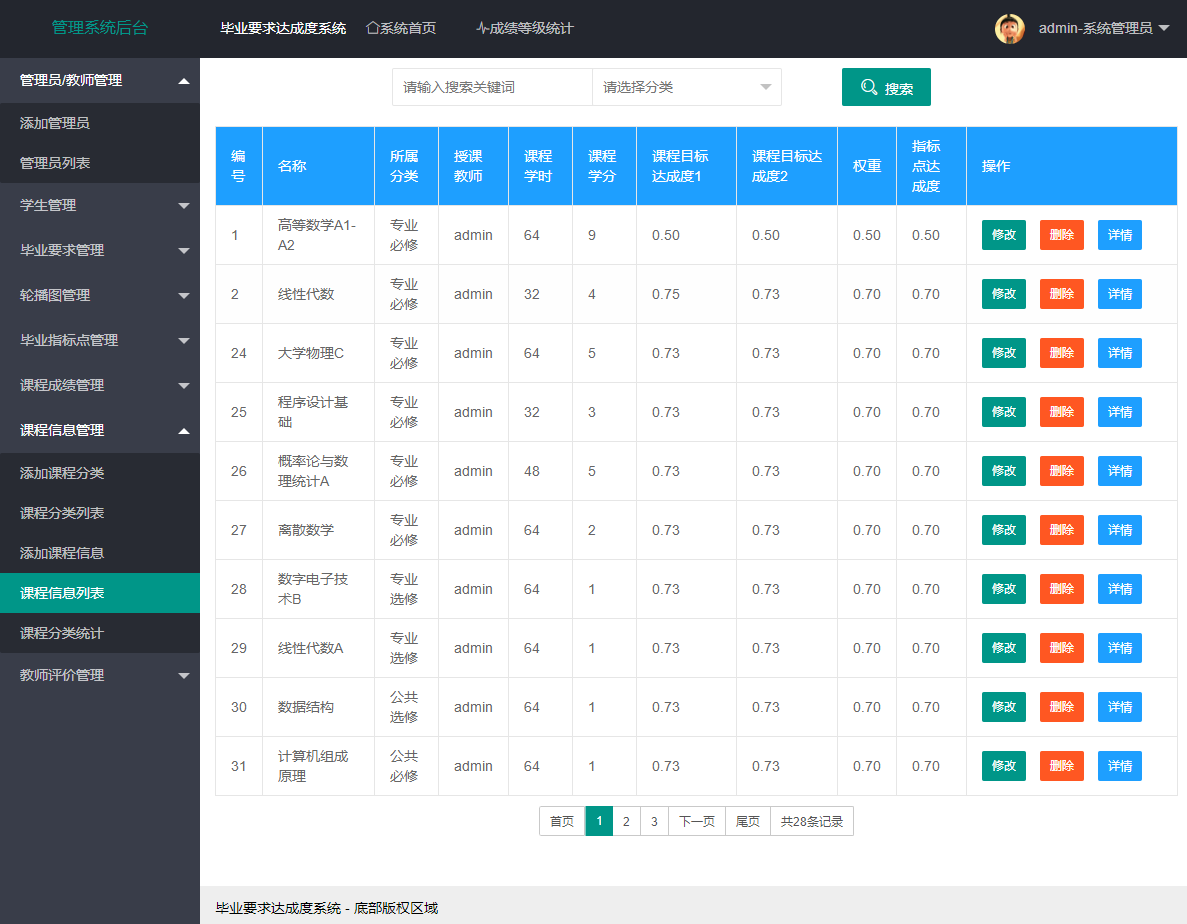 管理系统后台
毕业要求达成度系统 系统首页 成绩等级统计
admin-系统管理员
管理员/教师管理
添加管理员
管理员列表
学生管理
毕业要求管理
轮播图管理
毕业指标点管理
课程成绩管理
课程信息管理
添加课程分类
课程分类列表
添加课程信息
课程信息列表
课程分类统计
教师评价管理
请输入搜索关键词 请选择分类 搜索
编号 名称 所属分类 授课教师 课程学时 课程学分 课程目标达成度1 课程目标达成度2 权重 指标点达成度 操作
1 高等数学A1-A2 专业必修 admin 64 9 0.50 0.50 0.50 0.50 修改 删除 详情
2 线性代数 专业必修 admin 32 4 0.75 0.73 0.70 0.70 修改 删除 详情
24 大学物理C 专业必修 admin 64 5 0.73 0.73 0.70 0.70 修改 删除 详情
25 程序设计基础 专业必修 admin 32 3 0.73 0.73 0.70 0.70 修改 删除 详情
26 概率论与数理统计A 专业必修 admin 48 5 0.73 0.73 0.70 0.70 修改 删除 详情
27 离散数学 专业必修 admin 64 2 0.73 0.73 0.70 0.70 修改 删除 详情
28 数字电子技术B 专业选修 admin 64 1 0.73 0.73 0.70 0.70 修改 删除 详情
29 线性代数A 专业选修 admin 64 1 0.73 0.73 0.70 0.70 修改 删除 详情
30 数据结构 公共选修 admin 64 1 0.73 0.73 0.70 0.70 修改 删除 详情
31 计算机组成原理 公共必修 admin 64 1 0.73 0.73 0.70 0.70 修改 删除 详情
首页 1 2 3 下一页 尾页 共28条记录
毕业要求达成度系统 - 底部版权区域